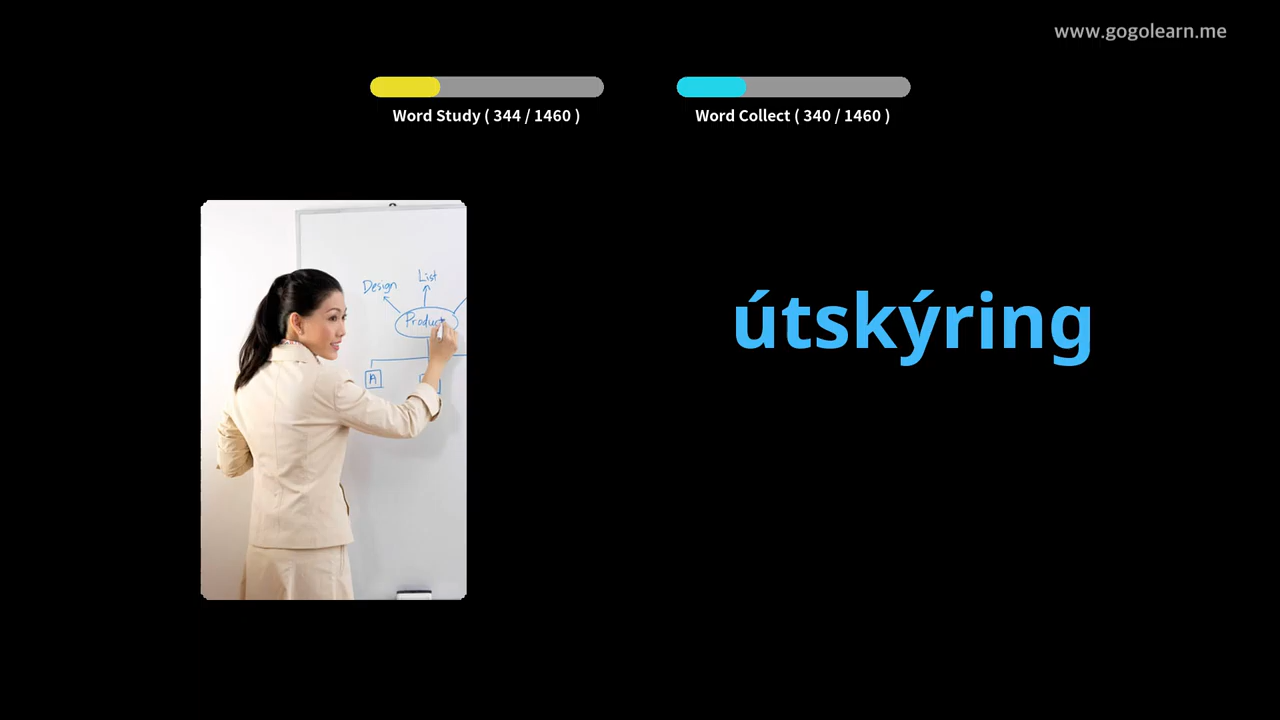 www.gogolearn.me
Word Study ( 344 / 1460 )
Word Collect ( 340 / 1460 )
útskýring
List
Design
Product
A